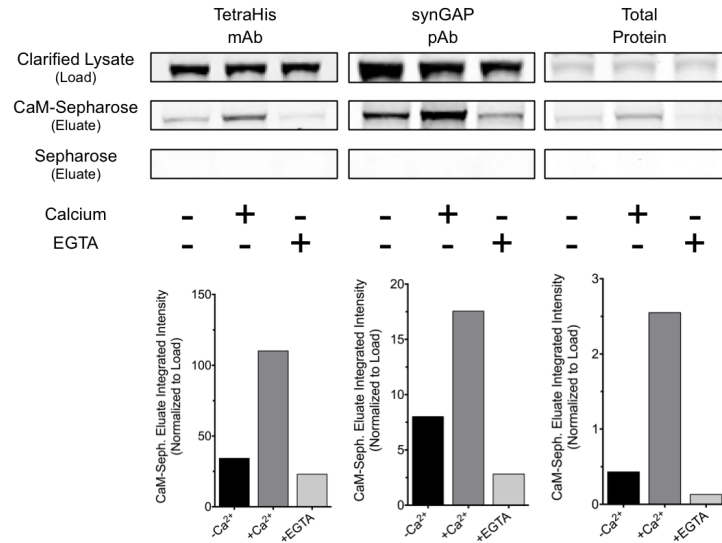 TetraHis
mAb
synGAP
pAb
Total
Protein
Clarified Lysate
(Load)
CaM-Sepharose
(Eluate)
Sepharose
(Eluate)
Calcium - + - - + - - + -
EGTA - - + - - + - - +
CaM-Seph. Eluate Integrated Intensity
(Normalized to Load)
150
100
50
0
-Ca²⁺
+Ca²⁺
+EGTA
CaM-Seph. Eluate Integrated Intensity
(Normalized to Load)
20
15
10
5
0
-Ca²⁺
+Ca²⁺
+EGTA
CaM-Seph. Eluate Integrated Intensity
(Normalized to Load)
3
2
1
0
-Ca²⁺
+Ca²⁺
+EGTA